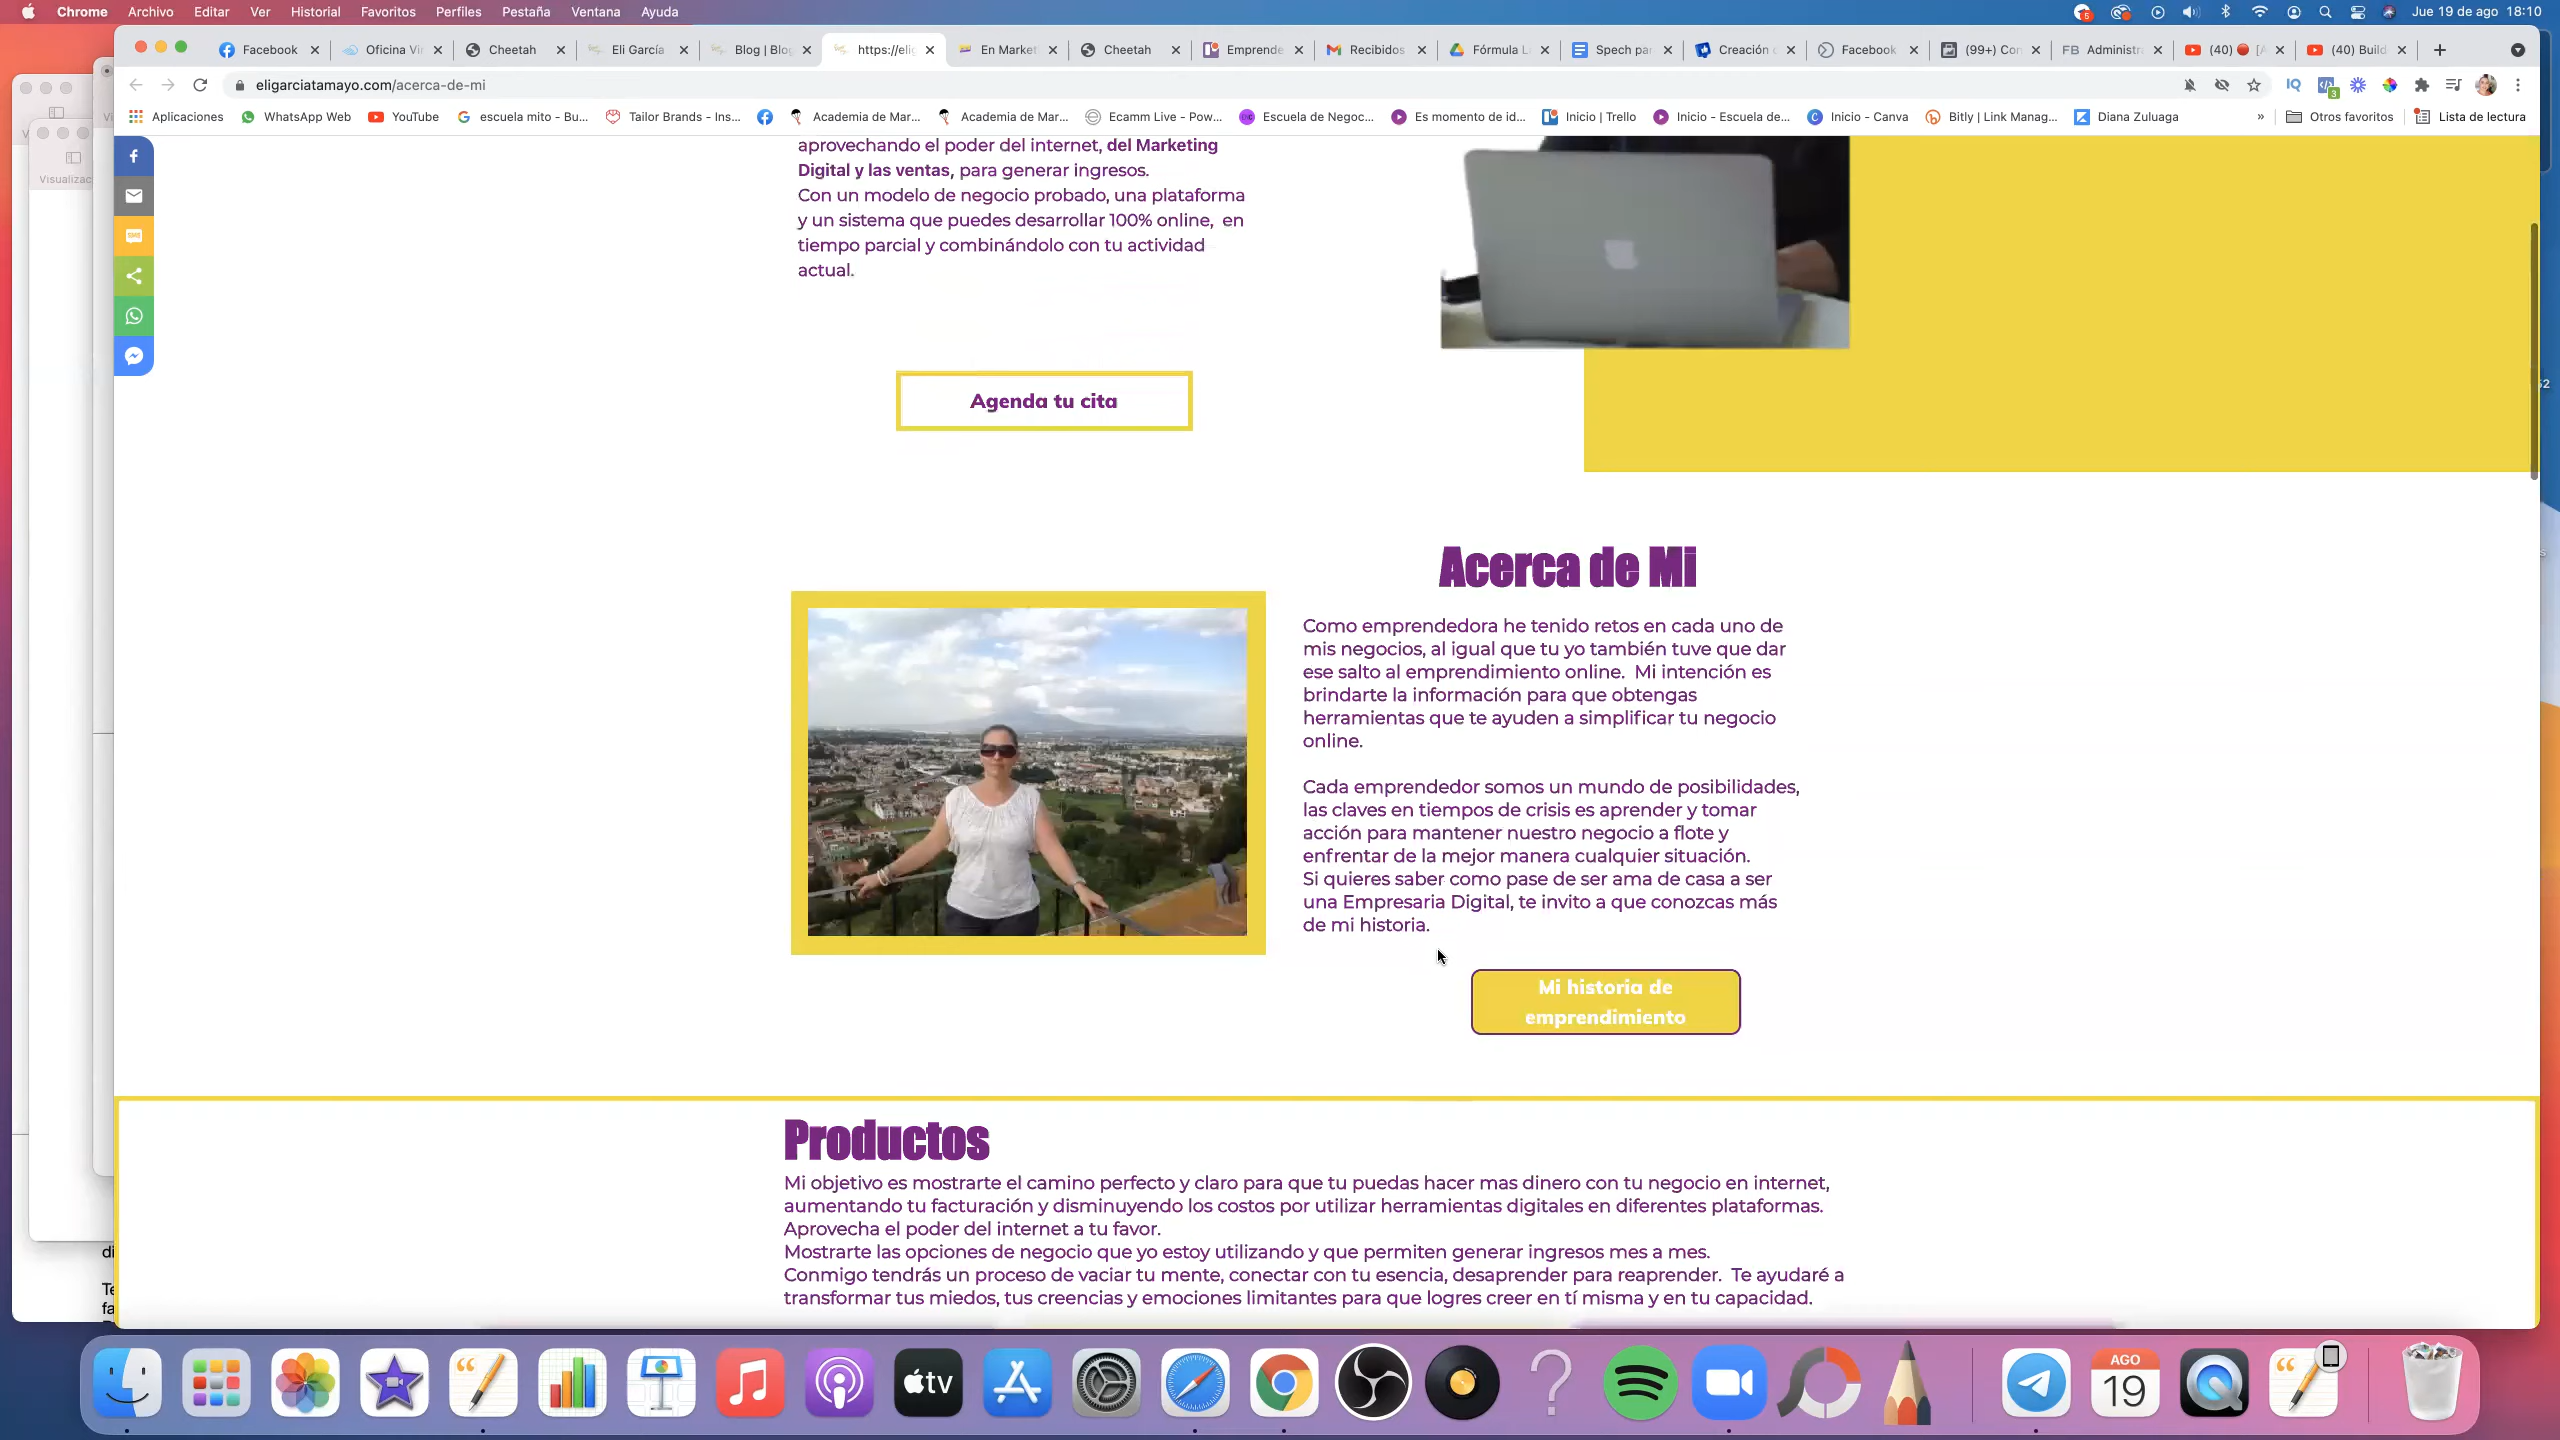 Chrome Archivo Editar Ver Historial Favoritos Perfiles Pestaña Ventana Ayuda
Jue 19 de ago 18:10
Facebook
Oficina Vir
Cheetah
Eli García
Blog | Blog
https://elig
En Market
Cheetah
Emprende
Recibidos
Fórmula L
Spech par
Creación
Facebook
(99+) Con
Administr
(40)
(40) Build
eligarciatamayo.com/acerca-de-mi
Aplicaciones
WhatsApp Web
YouTube
escuela mito - Bu...
Tailor Brands - Ins...
Academia de Mar...
Academia de Mar...
Ecamm Live - Pow...
Escuela de Negoc...
Es momento de id...
Inicio | Trello
Inicio - Escuela de...
Inicio - Canva
Bitly | Link Manag...
Diana Zuluaga
»
Otros favoritos
Lista de lectura
Visualizac
aprovechando el poder del internet, del Marketing
Digital y las ventas, para generar ingresos.
Con un modelo de negocio probado, una plataforma
y un sistema que puedes desarrollar 100% online, en
tiempo parcial y combinándolo con tu actividad
actual.
Agenda tu cita
Acerca de Mi
Como emprendedora he tenido retos en cada uno de
mis negocios, al igual que tu yo también tuve que dar
ese salto al emprendimiento online. Mi intención es
brindarte la información para que obtengas
herramientas que te ayuden a simplificar tu negocio
online.
Cada emprendedor somos un mundo de posibilidades,
las claves en tiempos de crisis es aprender y tomar
acción para mantener nuestro negocio a flote y
enfrentar de la mejor manera cualquier situación.
Si quieres saber como pase de ser ama de casa a ser
una Empresaria Digital, te invito a que conozcas más
de mi historia.
Mi historia de
emprendimiento
Productos
Mi objetivo es mostrarte el camino perfecto y claro para que tu puedas hacer mas dinero con tu negocio en internet,
aumentando tu facturación y disminuyendo los costos por utilizar herramientas digitales en diferentes plataformas.
Aprovecha el poder del internet a tu favor.
Mostrarte las opciones de negocio que yo estoy utilizando y que permiten generar ingresos mes a mes.
Conmigo tendrás un proceso de vaciar tu mente, conectar con tu esencia, desaprender para reaprender. Te ayudaré a
transformar tus miedos, tus creencias y emociones limitantes para que logres creer en tí misma y en tu capacidad.
di
Te
fa
tv
AGO
19